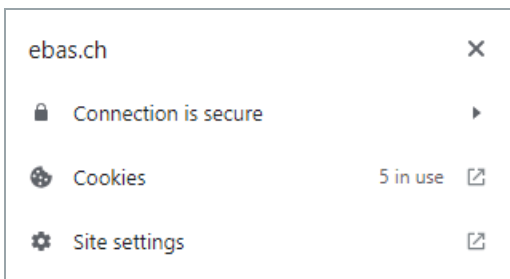 ebas.ch
Connection is secure
Cookies 5 in use
Site settings